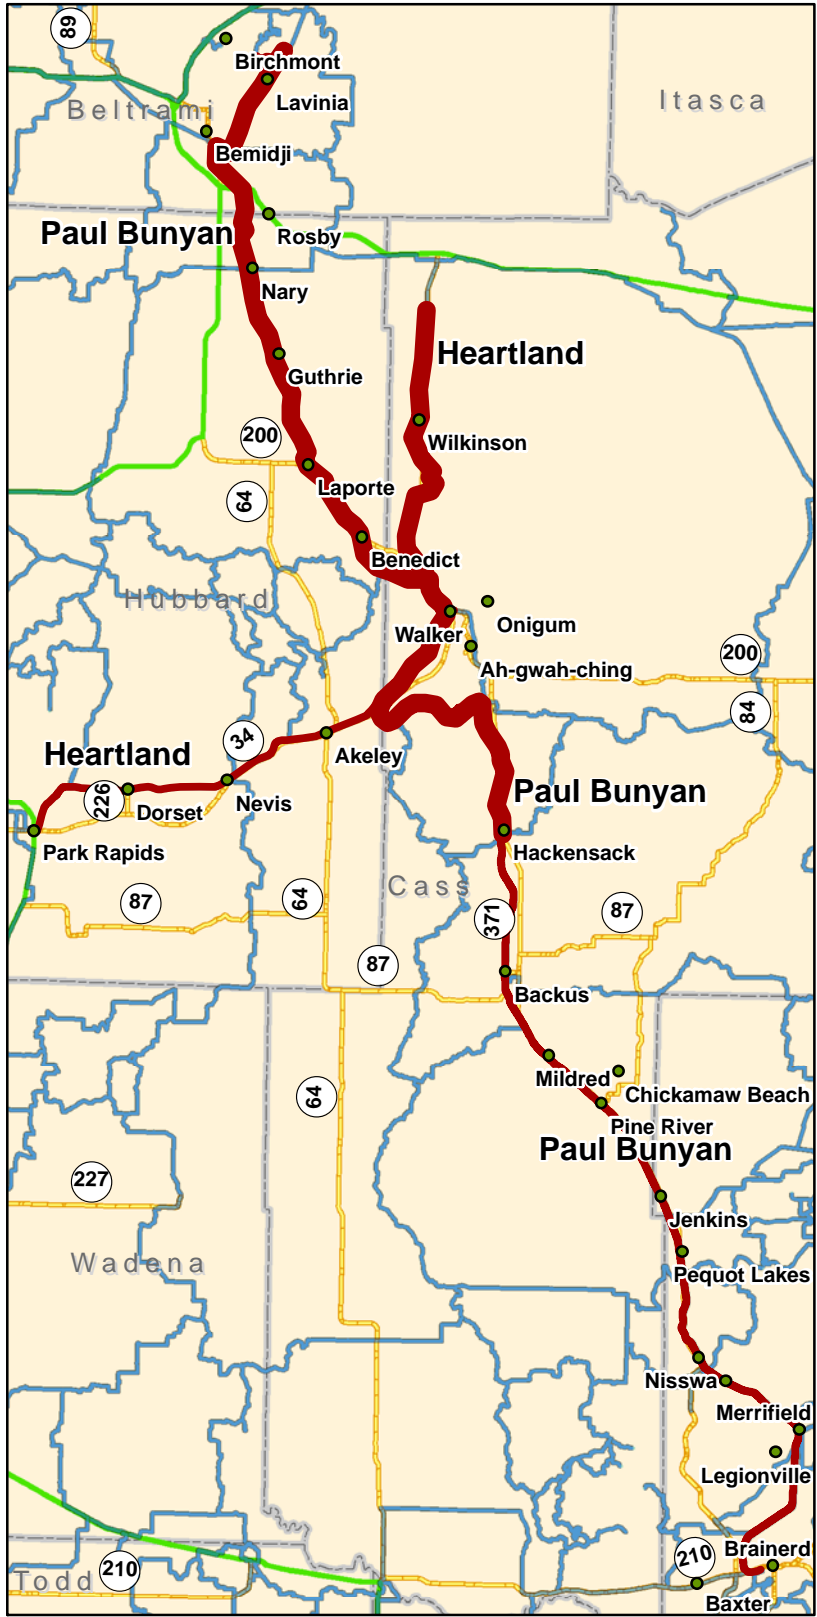 89
Birchmont
Itasca
Lavinia
Beltrami
Bemidji
Paul Bunyan
Rosby
Nary
Heartland
Guthrie
200
Wilkinson
Laporte
64
Benedict
Hubbard
Onigum
Walker
200
Ah-gwah-ching
84
34
Heartland
Akeley
226
Dorset
Nevis
Paul Bunyan
Park Rapids
Hackensack
Cass
87
64
371
87
87
Backus
Mildred
Chickamaw Beach
64
Pine River
Paul Bunyan
227
Jenkins
Wadena
Pequot Lakes
Nisswa
Merrifield
Legionville
Brainerd
210
210
Todd
Baxter